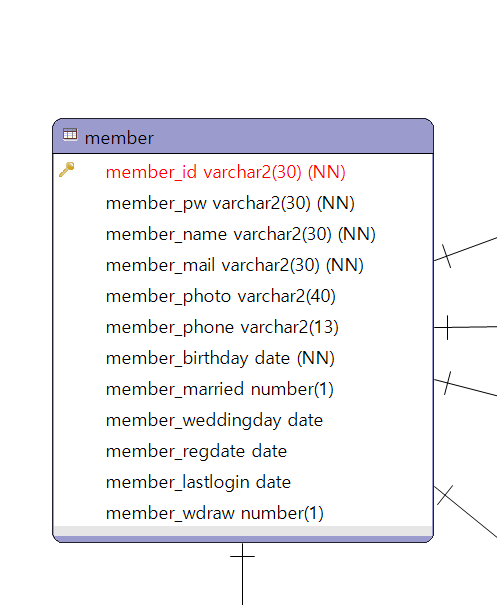 member
member_id varchar2(30) (NN)
member_pw varchar2(30) (NN)
member_name varchar2(30) (NN)
member_mail varchar2(30) (NN)
member_photo varchar2(40)
member_phone varchar2(13)
member_birthday date (NN)
member_married number(1)
member_weddingday date
member_regdate date
member_lastlogin date
member_wdraw number(1)